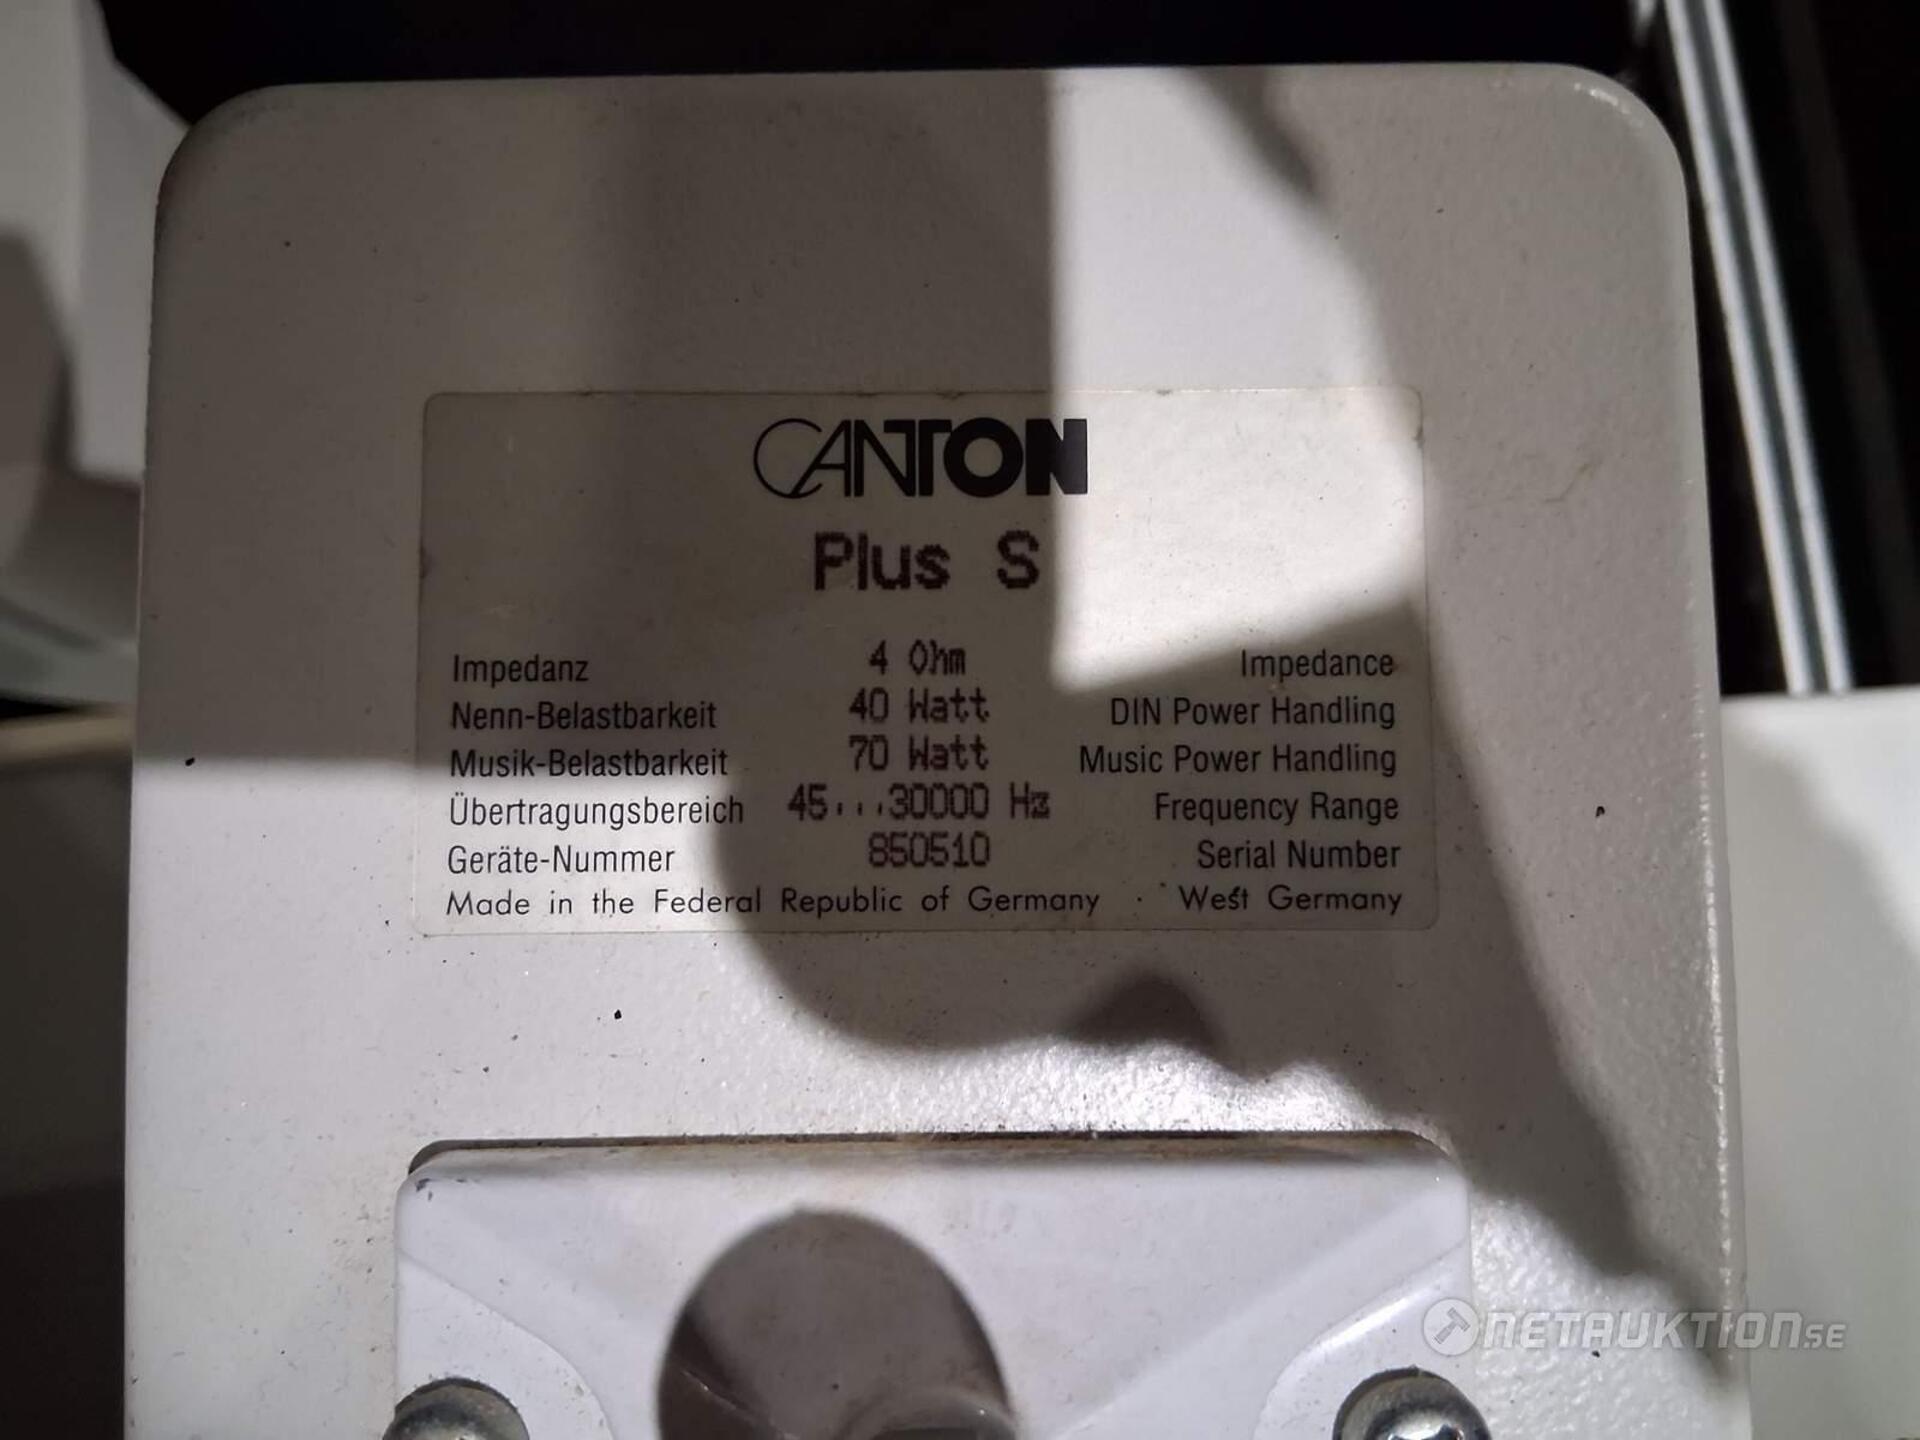 CANTON
Plus S
Impedanz 4 Ohm Impedance
Nenn-Belastbarkeit 40 Watt DIN Power Handling
Musik-Belastbarkeit 70 Watt Music Power Handling
Übertragungsbereich 45...30000 Hz Frequency Range
Geräte-Nummer 850510 Serial Number
Made in the Federal Republic of Germany · West Germany
NETAUKTION.SE